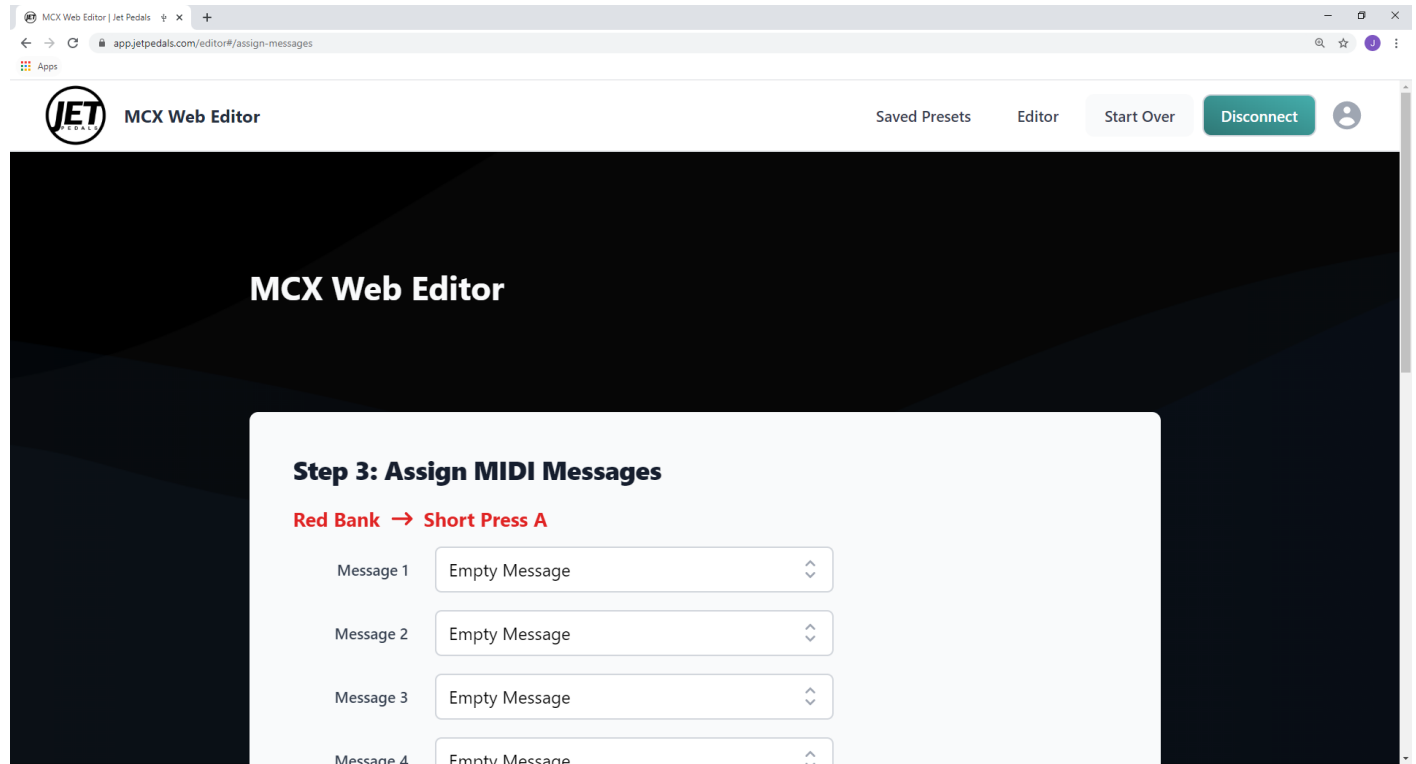 MCX Web Editor | Jet Pedals
app.jetpedals.com/editor#/assign-messages
J
Apps
JET
PEDALS
MCX Web Editor
Saved Presets
Editor
Start Over
Disconnect
MCX Web Editor
Step 3: Assign MIDI Messages
Red Bank → Short Press A
Message 1 Empty Message
Message 2 Empty Message
Message 3 Empty Message
Message 4 Empty Message